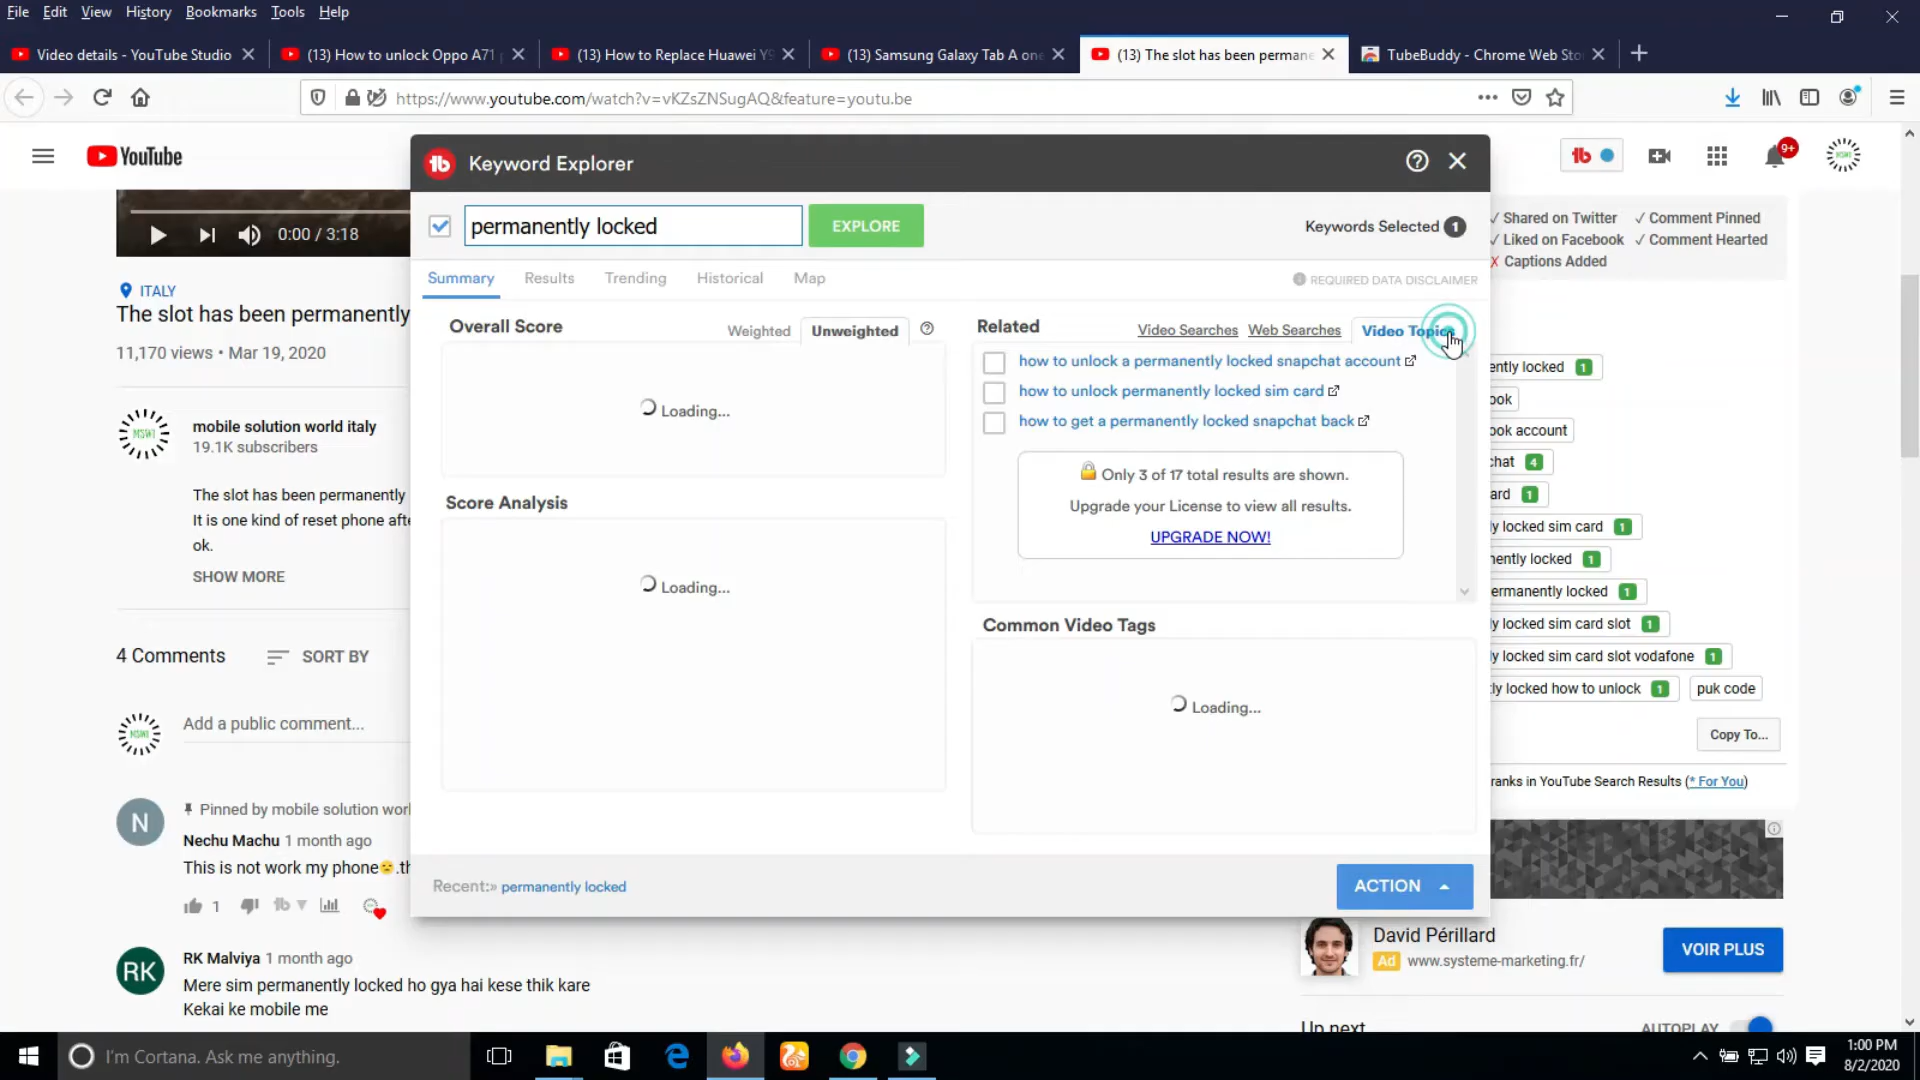 File Edit View History Bookmarks Tools Help
Video details - YouTube Studio
(13) How to unlock Oppo A71
(13) How to Replace Huawei Y9
(13) Samsung Galaxy Tab A one
(13) The slot has been permane
TubeBuddy - Chrome Web Sto
https://www.youtube.com/watch?v=vKZsZNSugAQ&feature=youtu.be
YouTube
tb
9+
tb Keyword Explorer
permanently locked
EXPLORE
Keywords Selected 1
Summary Results Trending Historical Map
REQUIRED DATA DISCLAIMER
Overall Score
Weighted Unweighted
Loading...
Score Analysis
Loading...
Related
Video Searches Web Searches Video Topics
how to unlock a permanently locked snapchat account
how to unlock permanently locked sim card
how to get a permanently locked snapchat back
Only 3 of 17 total results are shown.
Upgrade your License to view all results.
UPGRADE NOW!
Common Video Tags
Loading...
Recent:» permanently locked
ACTION
0:00 / 3:18
ITALY
The slot has been permanently
11,170 views • Mar 19, 2020
MSWI
mobile solution world italy
19.1K subscribers
The slot has been permanently
It is one kind of reset phone afte
ok.
SHOW MORE
4 Comments SORT BY
MSWI
Add a public comment...
N
Pinned by mobile solution worl
Nechu Machu 1 month ago
This is not work my phone😟.th
1
tb
RK
RK Malviya 1 month ago
Mere sim permanently locked ho gya hai kese thik kare
Kekai ke mobile me
✓ Shared on Twitter ✓ Comment Pinned
✓ Liked on Facebook ✓ Comment Hearted
X Captions Added
ently locked 1
ook
ook account
chat 4
ard 1
y locked sim card 1
nently locked 1
ermanently locked 1
y locked sim card slot 1
y locked sim card slot vodafone 1
tly locked how to unlock 1
puk code
Copy To...
ranks in YouTube Search Results (* For You)
David Périllard
Ad www.systeme-marketing.fr/
VOIR PLUS
Up next
AUTOPLAY
I'm Cortana. Ask me anything.
1:00 PM
8/2/2020